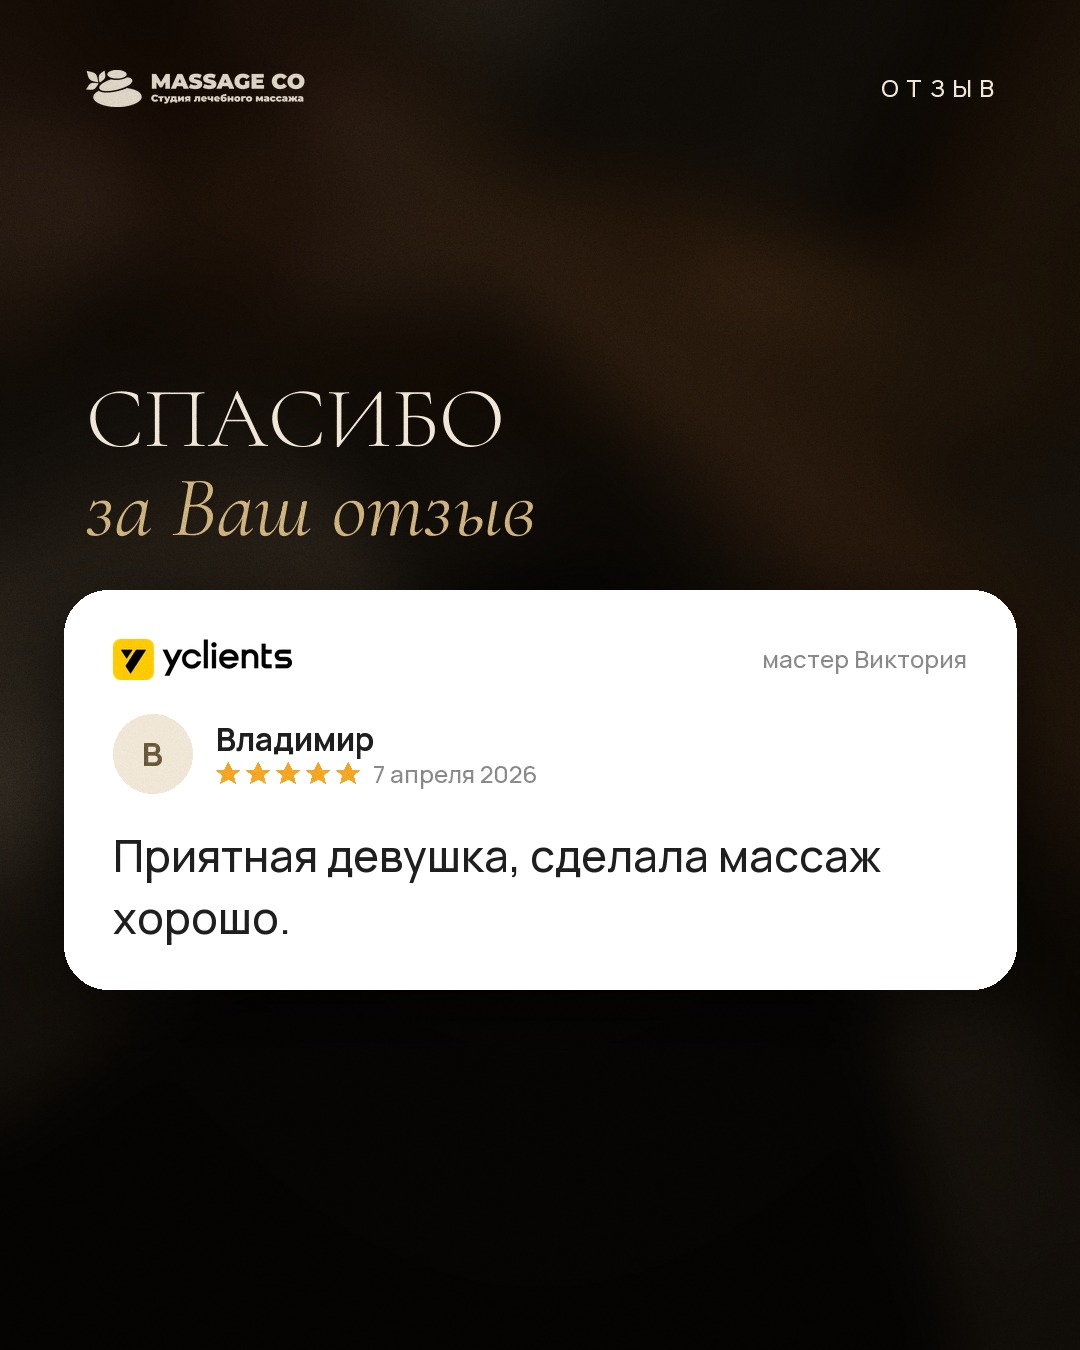 MASSAGE CO
Студия лечебного массажа
ОТЗЫВ
СПАСИБО
за Ваш отзыв
yclients
мастер Виктория
В
Владимир
7 апреля 2026
Приятная девушка, сделала массаж
хорошо.